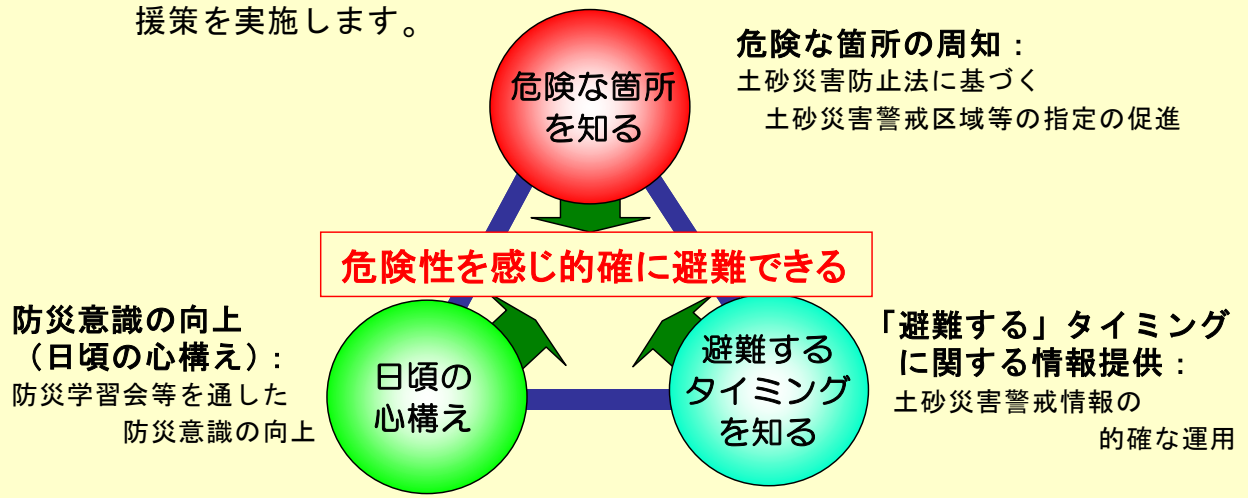 援策を実施します。
危険な箇所
を知る
危険な箇所の周知：
土砂災害防止法に基づく
土砂災害警戒区域等の指定の促進
危険性を感じ的確に避難できる
防災意識の向上
（日頃の心構え）：
防災学習会等を通した
防災意識の向上
日頃の
心構え
避難する
タイミング
を知る
「避難する」タイミング
に関する情報提供：
土砂災害警戒情報の
的確な運用